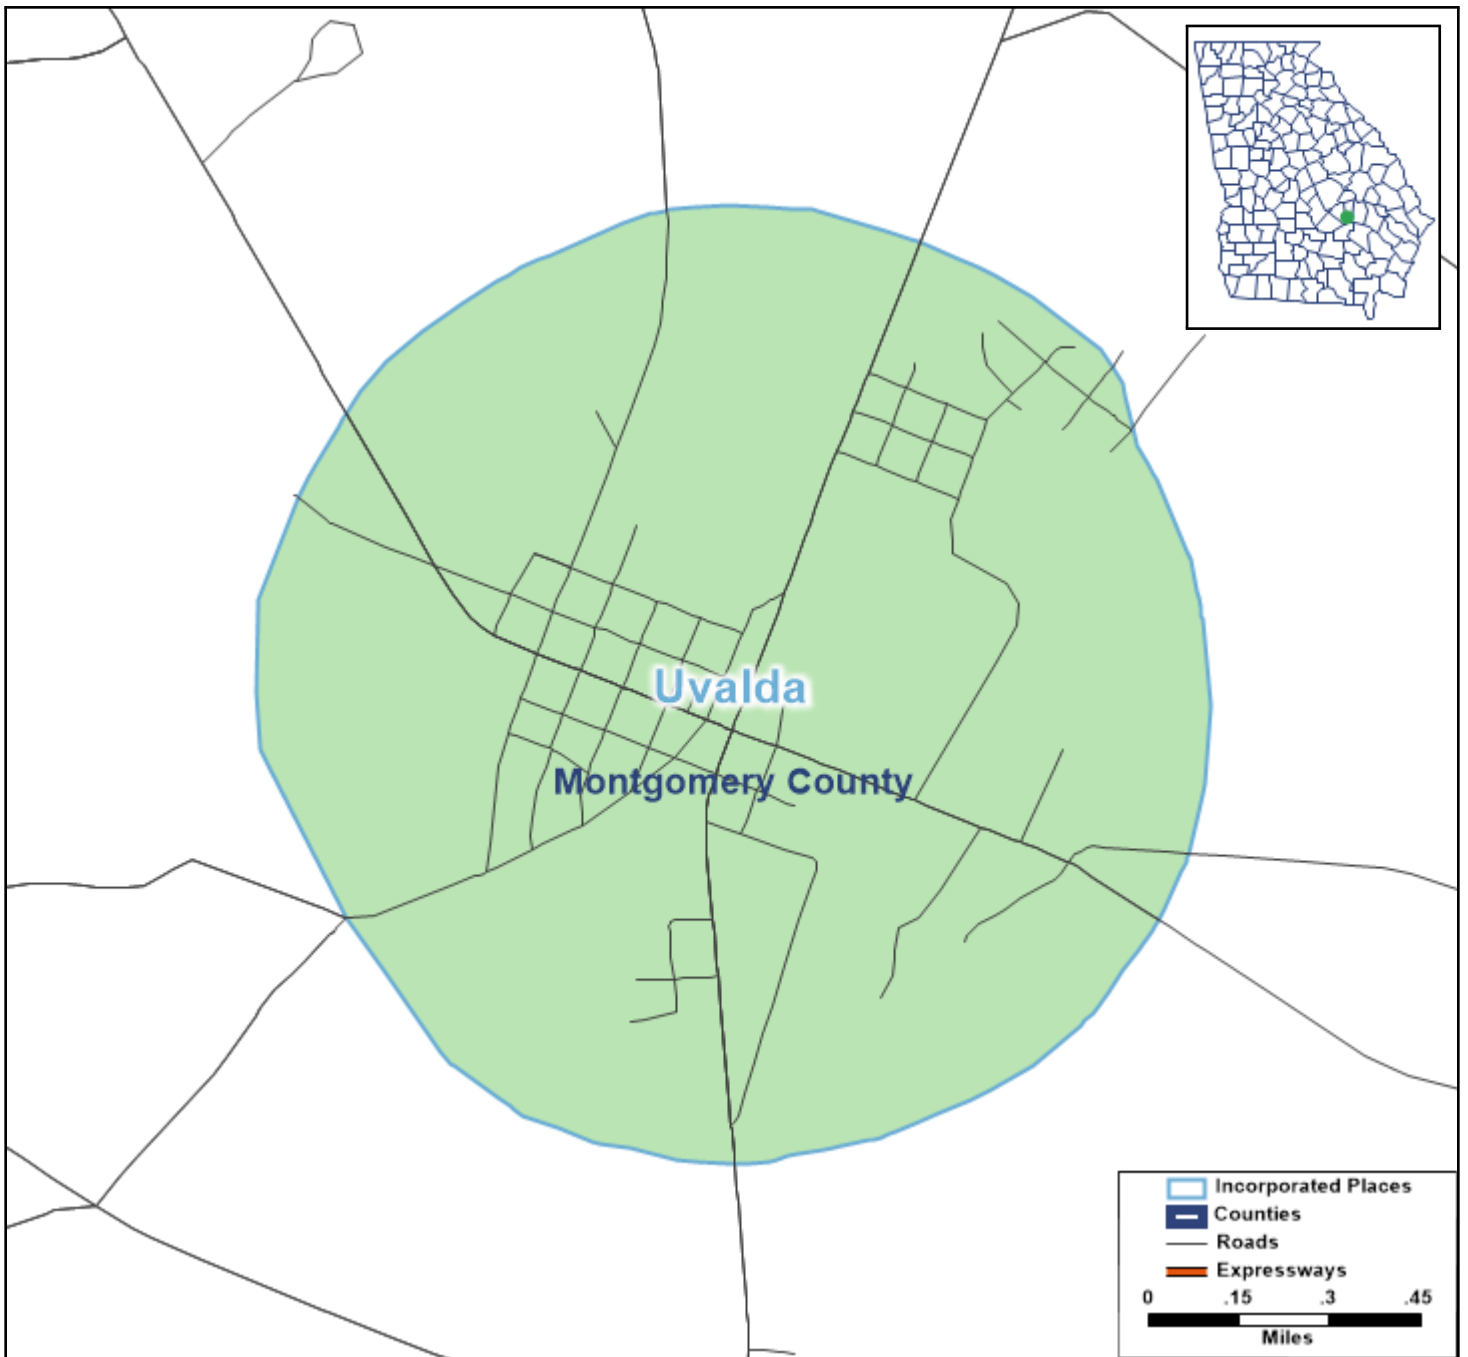 Uvalda
Montgomery County
Incorporated Places
Counties
Roads
Expressways
0 .15 .3 .45
Miles